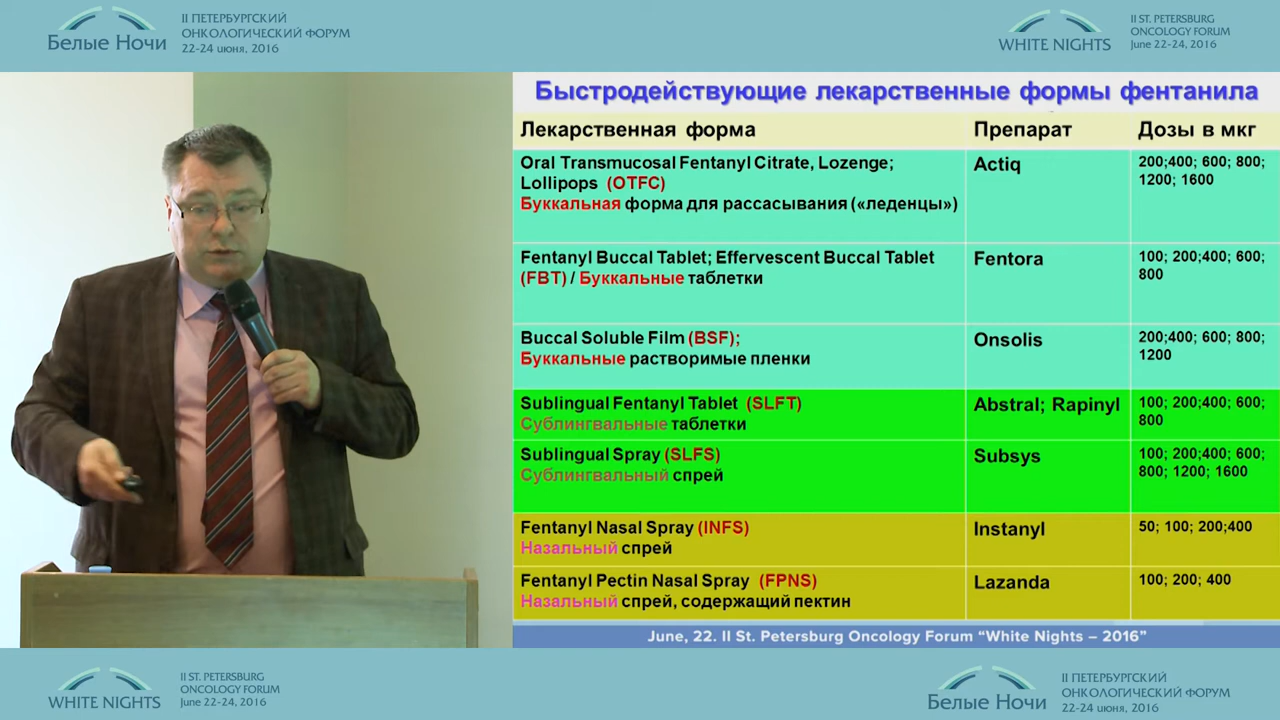 Белые Ночи
II ПЕТЕРБУРГСКИЙ
ОНКОЛОГИЧЕСКИЙ ФОРУМ
22-24 июня, 2016
WHITE NIGHTS
II ST. PETERSBURG
ONCOLOGY FORUM
June 22-24, 2016
Быстродействующие лекарственные формы фентанила
Лекарственная форма Препарат Дозы в мкг
Oral Transmucosal Fentanyl Citrate, Lozenge;
Lollipops (OTFC)
Буккальная форма для рассасывания («леденцы»)
Actiq
200;400; 600; 800;
1200; 1600
Fentanyl Buccal Tablet; Effervescent Buccal Tablet
(FBT) / Буккальные таблетки
Fentora
100; 200;400; 600;
800
Buccal Soluble Film (BSF);
Буккальные растворимые пленки
Onsolis
200;400; 600; 800;
1200
Sublingual Fentanyl Tablet (SLFT)
Сублингвальные таблетки
Abstral; Rapinyl
100; 200;400; 600;
800
Sublingual Spray (SLFS)
Сублингвальный спрей
Subsys
100; 200;400; 600;
800; 1200; 1600
Fentanyl Nasal Spray (INFS)
Назальный спрей
Instanyl
50; 100; 200;400
Fentanyl Pectin Nasal Spray (FPNS)
Назальный спрей, содержащий пектин
Lazanda
100; 200; 400
June, 22. II St. Petersburg Oncology Forum “White Nights – 2016”
WHITE NIGHTS
II ST. PETERSBURG
ONCOLOGY FORUM
June 22-24, 2016
Белые Ночи
II ПЕТЕРБУРГСКИЙ
ОНКОЛОГИЧЕСКИЙ ФОРУМ
22-24 июня, 2016